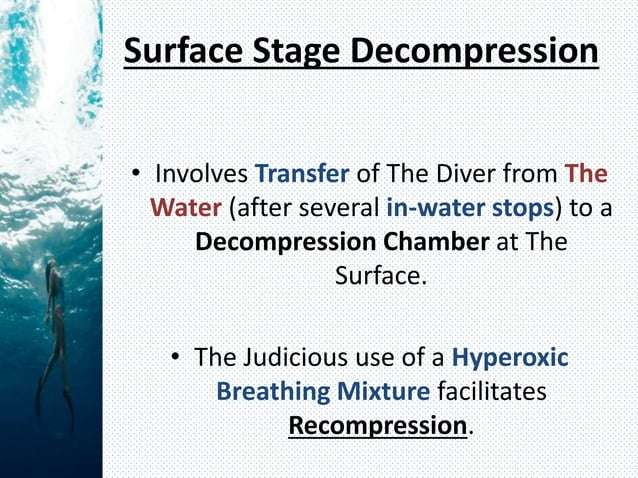 Surface Stage Decompression
• Involves Transfer of The Diver from The
Water (after several in-water stops) to a
Decompression Chamber at The
Surface.
• The Judicious use of a Hyperoxic
Breathing Mixture facilitates
Recompression.